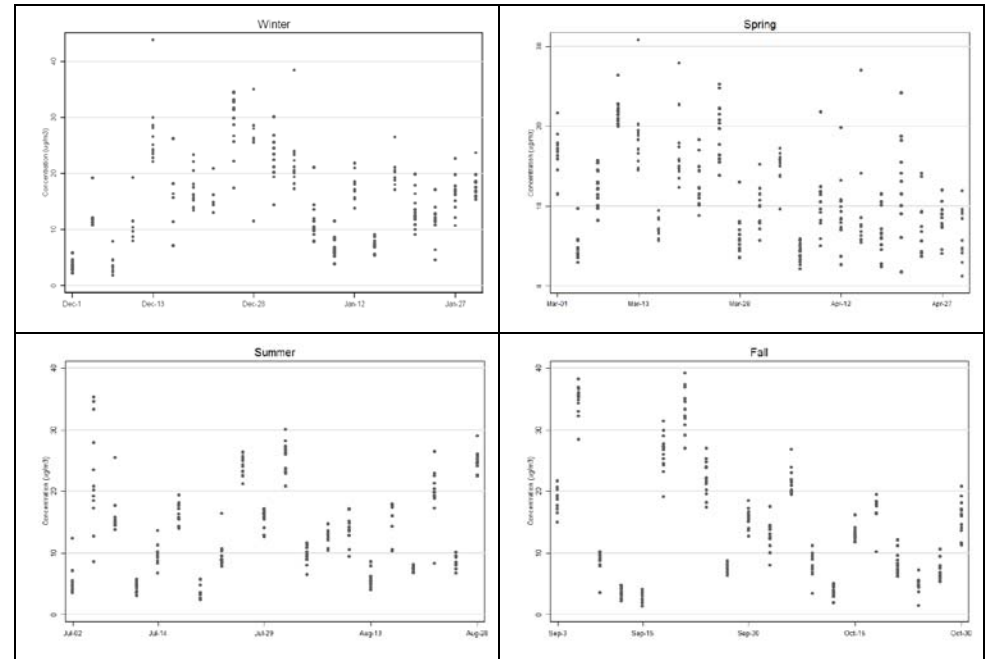 Winter
Concentration (ug/m3)
40
30
20
10
0
Dec-1 Dec-13 Dec-28 Jan-12 Jan-27
Spring
Concentration (ug/m3)
30
20
10
0
Mar-01 Mar-13 Mar-28 Apr-12 Apr-27
Summer
Concentration (ug/m3)
40
30
20
10
0
Jul-02 Jul-14 Jul-29 Aug-13 Aug-28
Fall
Concentration (ug/m3)
40
30
20
10
0
Sep-3 Sep-15 Sep-30 Oct-15 Oct-30